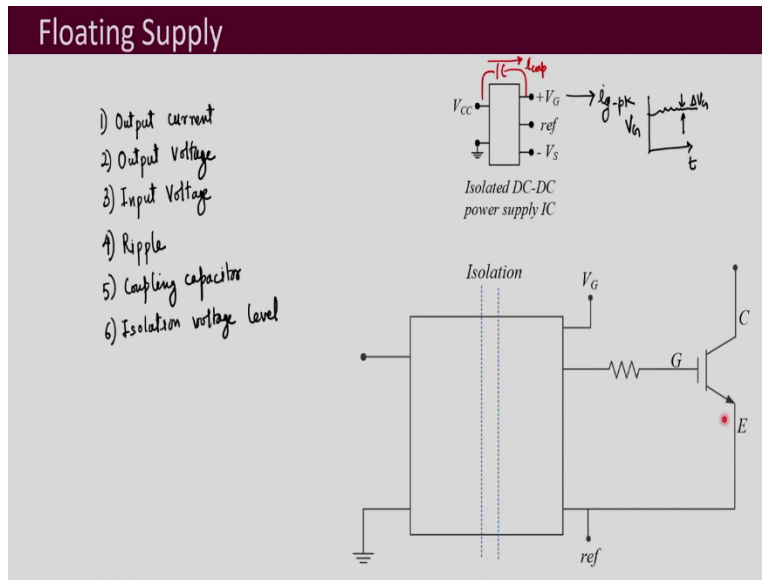 Floating Supply
1) Output current
2) Output Voltage
3) Input Voltage
4) Ripple
5) Coupling capacitor
6) Isolation voltage level
icoup
VCC
+VG
ref
- VS
ig-pk
VG
ΔVG
t
Isolated DC-DC
power supply IC
Isolation
VG
C
G
E
ref